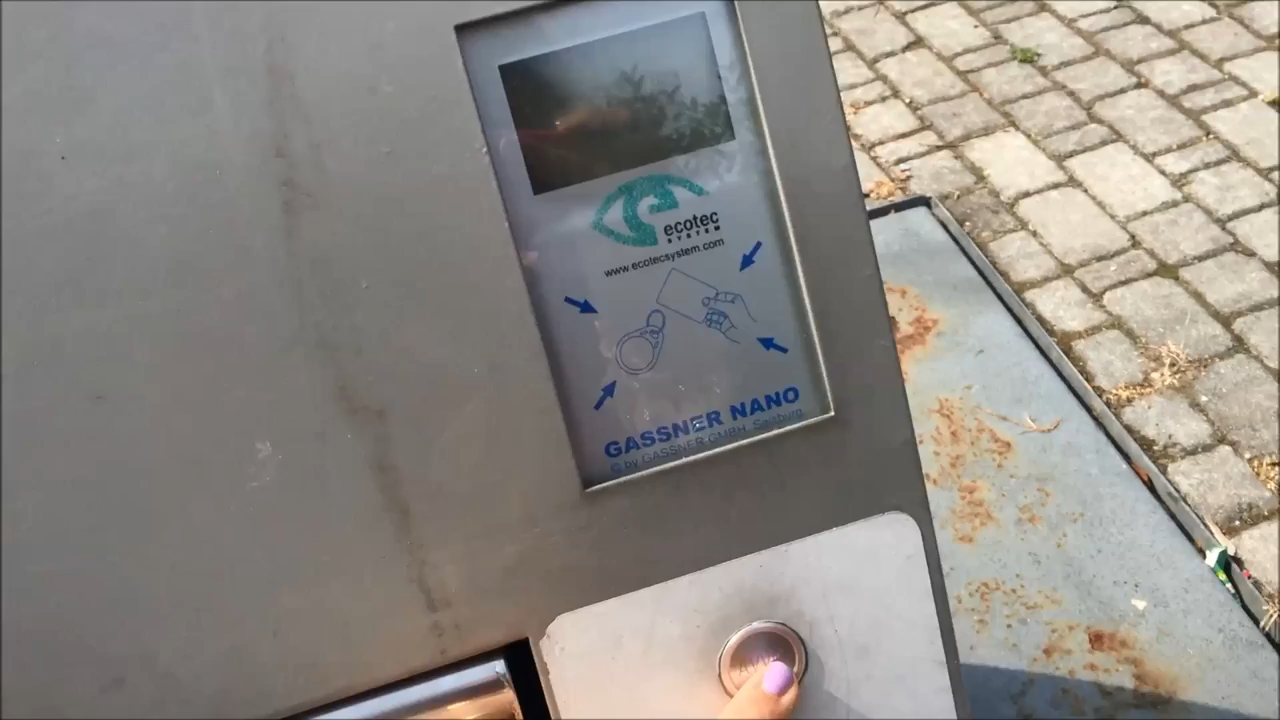 ecotec
SYSTEM
www.ecotecsystem.com
GASSNER NANO
© by GASSNER GMBH, Salzburg